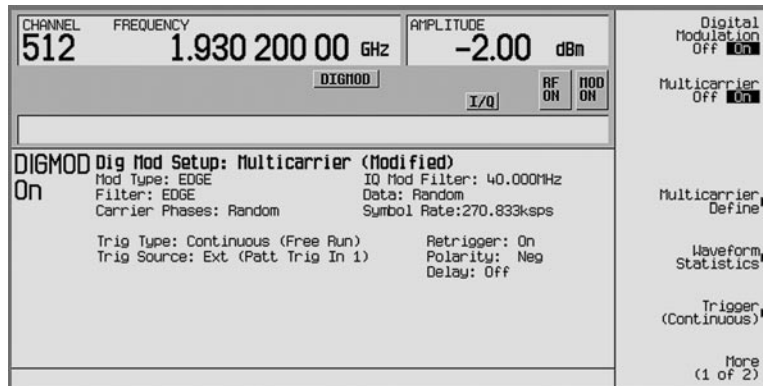 CHANNEL
512
FREQUENCY
1.930 200 00 GHz
AMPLITUDE
-2.00 dBm
DIGMOD
I/Q
RF
ON
MOD
ON
DIGMOD
On
Dig Mod Setup: Multicarrier (Modified)
Mod Type: EDGE IQ Mod Filter: 40.000MHz
Filter: EDGE Data: Random
Carrier Phases: Random Symbol Rate:270.833ksps
Trig Type: Continuous (Free Run) Retrigger: On
Trig Source: Ext (Patt Trig In 1) Polarity: Neg
Delay: Off
Digital
Modulation
Off On
Multicarrier
Off On
Multicarrier
Define
Waveform
Statistics
Trigger
(Continuous)
More
(1 of 2)